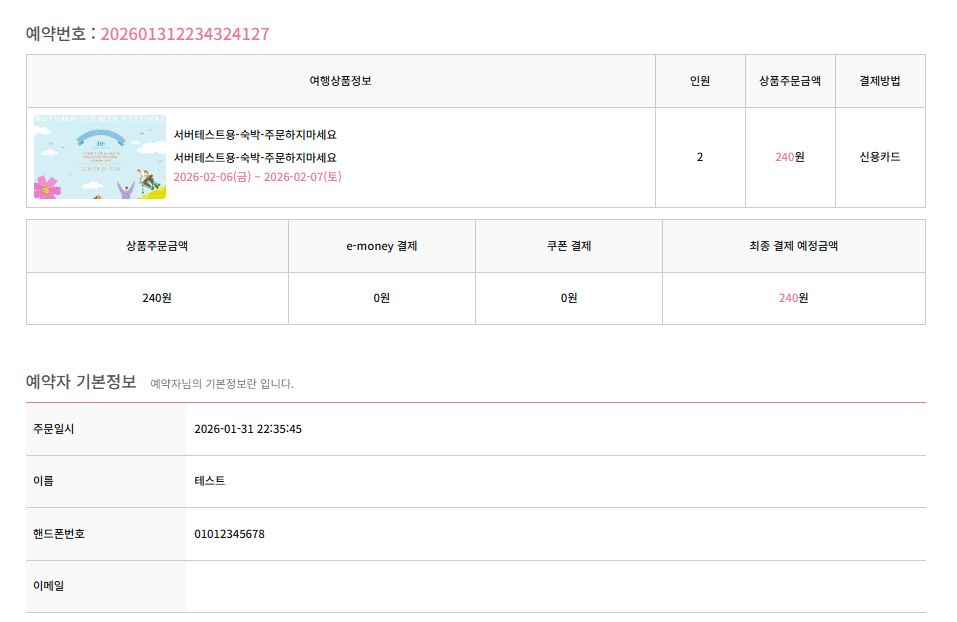 예약번호 : 202601312234324127
여행상품정보 인원 상품주문금액 결제방법
AUTUMN FLOWER FESTIVAL
서버테스트용-숙박-주문하지마세요
서버테스트용-숙박-주문하지마세요
2026-02-06(금) ~ 2026-02-07(토)
2 240원 신용카드
상품주문금액 e-money 결제 쿠폰 결제 최종 결제 예정금액
240원 0원 0원 240원
예약자 기본정보 예약자님의 기본정보란 입니다.
주문일시 2026-01-31 22:35:45
이름 테스트
핸드폰번호 01012345678
이메일